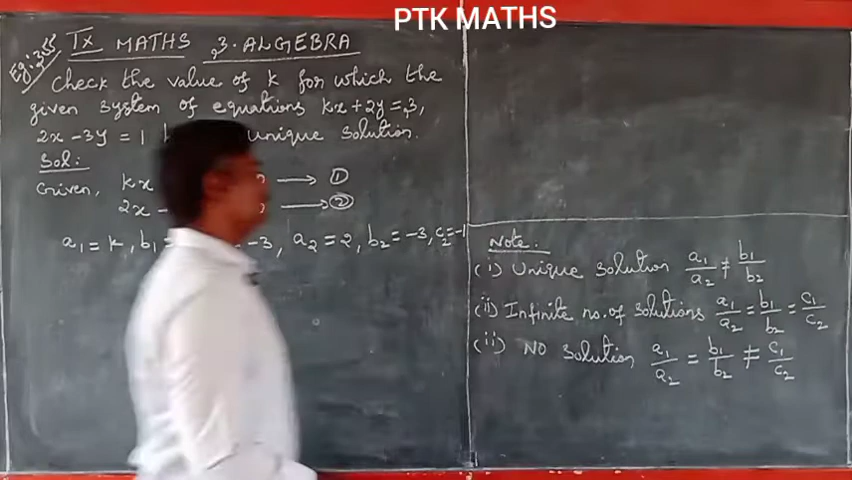 PTK MATHS
Eg: 3.55 IX MATHS 3. ALGEBRA
Check the value of k for which the
given system of equations kx + 2y = 3,
2x - 3y = 1 unique solution.
Sol:
Given, kx → ①
2x → ②
a₁ = k, b₁ = -3, a₂ = 2, b₂ = -3, c₂ = -1
Note:
(i) Unique solution a₁/a₂ ≠ b₁/b₂
(ii) Infinite no. of solutions a₁/a₂ = b₁/b₂ = c₁/c₂
(ii) NO solution a₁/a₂ = b₁/b₂ ≠ c₁/c₂